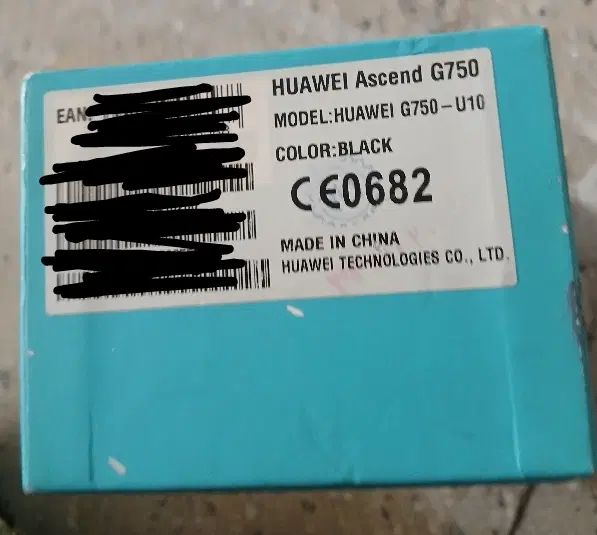 EAN:
HUAWEI Ascend G750
MODEL:HUAWEI G750-U10
COLOR:BLACK
CE0682
MADE IN CHINA
HUAWEI TECHNOLOGIES CO., LTD.